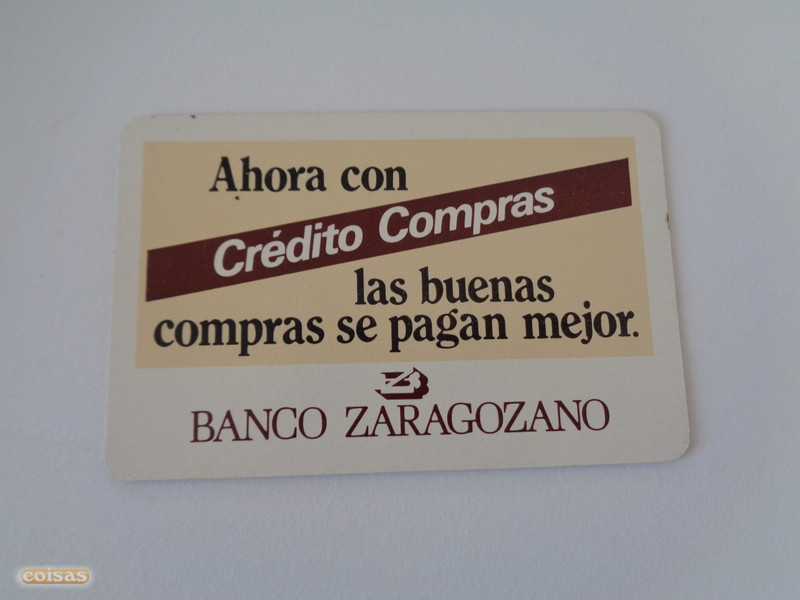 Ahora con
Crédito Compras
las buenas
compras se pagan mejor.
BANCO ZARAGOZANO
coisas